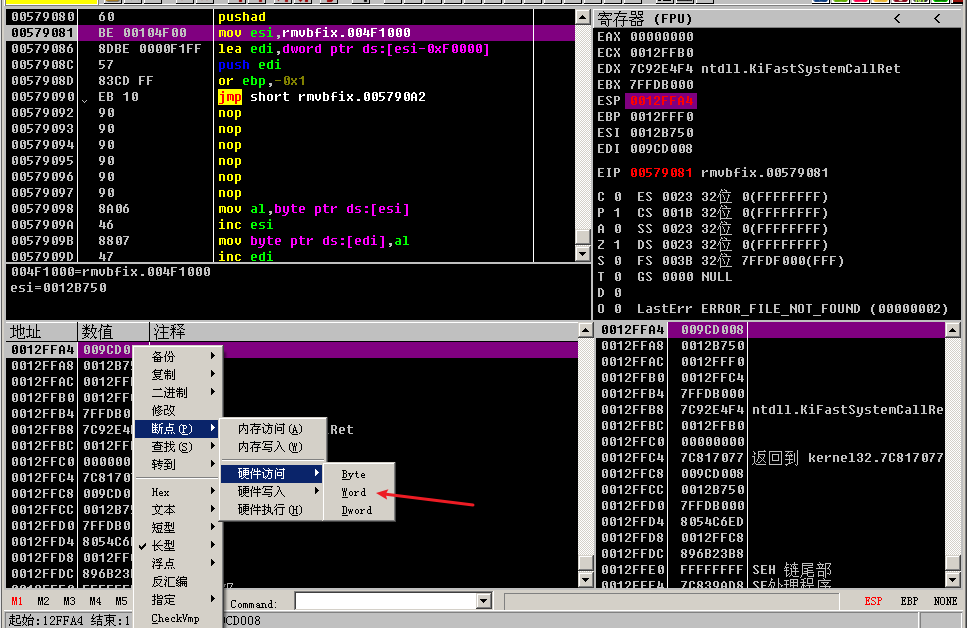 00579080 60 pushad
00579081 BE 00104F00 mov esi,rmvbfix.004F1000
00579086 8DBE 0000F1FF lea edi,dword ptr ds:[esi-0xF0000]
0057908C 57 push edi
0057908D 83CD FF or ebp,-0x1
00579090 EB 10 jmp short rmvbfix.005790A2
00579092 90 nop
00579093 90 nop
00579094 90 nop
00579095 90 nop
00579096 90 nop
00579097 90 nop
00579098 8A06 mov al,byte ptr ds:[esi]
0057909A 46 inc esi
0057909B 8807 mov byte ptr ds:[edi],al
0057909D 47 inc edi
004F1000=rmvbfix.004F1000
esi=0012B750
寄存器 (FPU) < <
EAX 00000000
ECX 0012FFB0
EDX 7C92E4F4 ntdll.KiFastSystemCallRet
EBX 7FFDB000
ESP 0012FFA4
EBP 0012FFF0
ESI 0012B750
EDI 009CD008
EIP 00579081 rmvbfix.00579081
C 0 ES 0023 32位 0(FFFFFFFF)
P 1 CS 001B 32位 0(FFFFFFFF)
A 0 SS 0023 32位 0(FFFFFFFF)
Z 1 DS 0023 32位 0(FFFFFFFF)
S 0 FS 003B 32位 7FFDF000(FFF)
T 0 GS 0000 NULL
D 0
O 0 LastErr ERROR_FILE_NOT_FOUND (00000002)
地址 数值 注释
0012FFA4 009CD0
0012FFA8 0012B7
0012FFAC 0012FF
0012FFB0 0012FF
0012FFB4 7FFDB0
0012FFB8 7C92E4 Ret
0012FFBC 0012FF
0012FFC0 000000
0012FFC4 7C8170
0012FFC8 009CD0
0012FFCC 0012B7
0012FFD0 7FFDB0
0012FFD4 8054C6
0012FFD8 0012FF
0012FFDC 896B23
备份
复制
二进制
修改
断点(P)
查找(S)
转到
Hex
文本
短型
长型
浮点
反汇编
指定
CheckVmp
内存访问(A)
内存写入(W)
硬件访问
硬件写入
硬件执行(H)
Byte
Word
Dword
0012FFA4 009CD008
0012FFA8 0012B750
0012FFAC 0012FFF0
0012FFB0 0012FFC4
0012FFB4 7FFDB000
0012FFB8 7C92E4F4 ntdll.KiFastSystemCallRe
0012FFBC 0012FFB0
0012FFC0 00000000
0012FFC4 7C817077 返回到 kernel32.7C817077
0012FFC8 009CD008
0012FFCC 0012B750
0012FFD0 7FFDB000
0012FFD4 8054C6ED
0012FFD8 0012FFC8
0012FFDC 896B23B8
0012FFE0 FFFFFFFF SEH 链尾部
0012FFE4 7C839AD8 SE处理程序
M1 M2 M3 M4 M5 Command: ESP EBP NONE
起始:12FFA4 结束:1 CD008